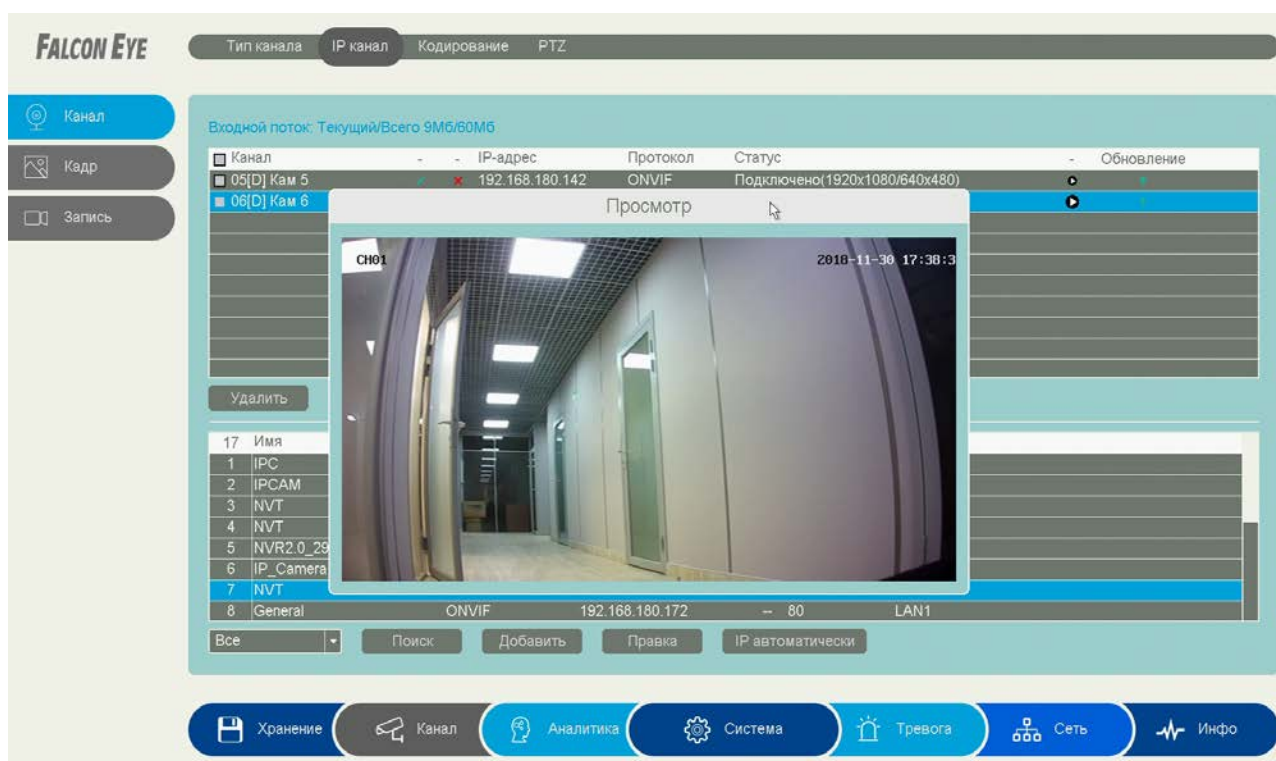 FALCON EYE
Тип канала IP канал Кодирование PTZ
Канал
Кадр
Запись
Входной поток: Текущий/Всего 9Мб/60Мб
Канал - - IP-адрес Протокол Статус - Обновление
05[D] Кам 5 192.168.180.142 ONVIF Подключено(1920x1080/640x480)
06[D] Кам 6
Просмотр
CH01 2018-11-30 17:38:3
Удалить
17 Имя
1 IPC
2 IPCAM
3 NVT
4 NVT
5 NVR2.0_29
6 IP_Camera
7 NVT
8 General ONVIF 192.168.180.172 -- 80 LAN1
Все Поиск Добавить Правка IP автоматически
Хранение Канал Аналитика Система Тревога Сеть Инфо